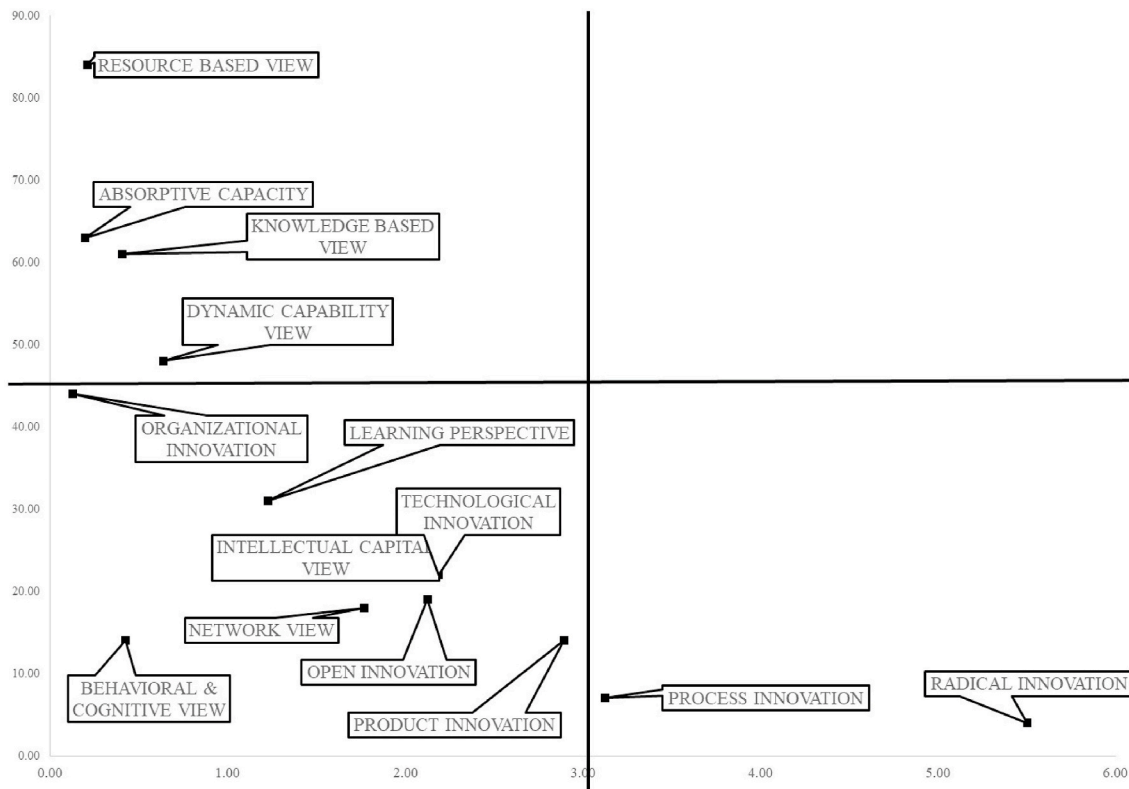 90.00
RESOURCE BASED VIEW
80.00
70.00
ABSORPTIVE CAPACITY
KNOWLEDGE BASED
VIEW
60.00
DYNAMIC CAPABILITY
VIEW
50.00
40.00
ORGANIZATIONAL
INNOVATION
LEARNING PERSPECTIVE
30.00
TECHNOLOGICAL
INNOVATION
INTELLECTUAL CAPITAL
VIEW
20.00
NETWORK VIEW
OPEN INNOVATION
10.00
BEHAVIORAL &
COGNITIVE VIEW
PRODUCT INNOVATION
PROCESS INNOVATION
RADICAL INNOVATION
0.00
0.00 1.00 2.00 3.00 4.00 5.00 6.00